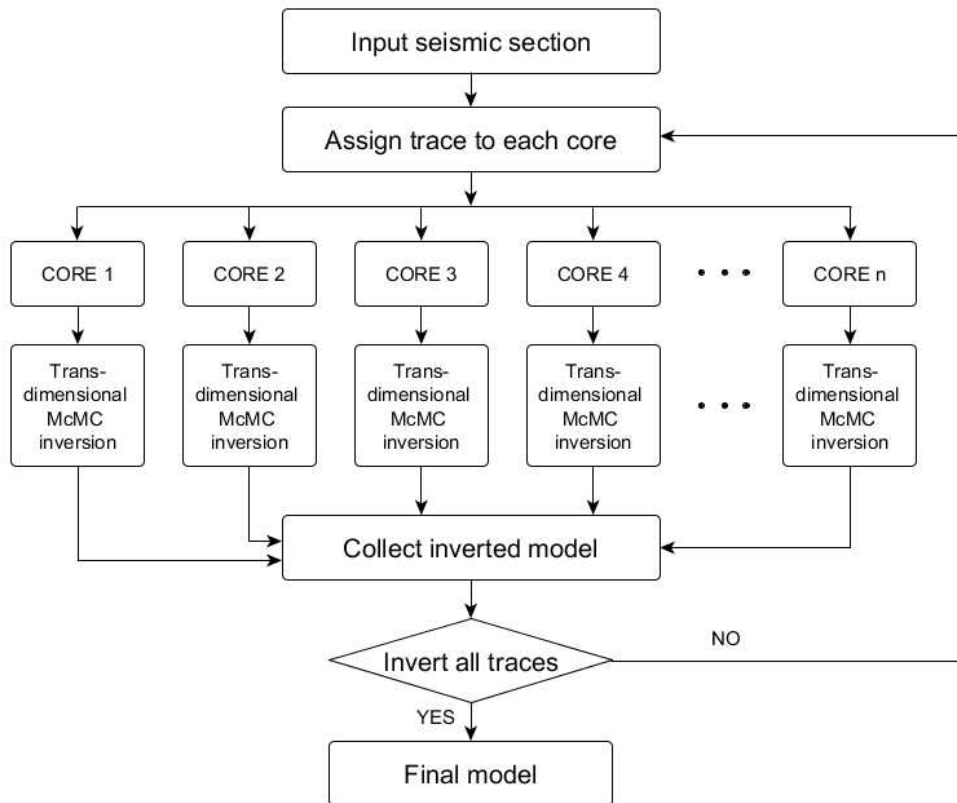 Input seismic section
Assign trace to each core
CORE 1
CORE 2
CORE 3
CORE 4
• • •
CORE n
Trans-
dimensional
McMC
inversion
Trans-
dimensional
McMC
inversion
Trans-
dimensional
McMC
inversion
Trans-
dimensional
McMC
inversion
• • •
Trans-
dimensional
McMC
inversion
Collect inverted model
Invert all traces
NO
YES
Final model